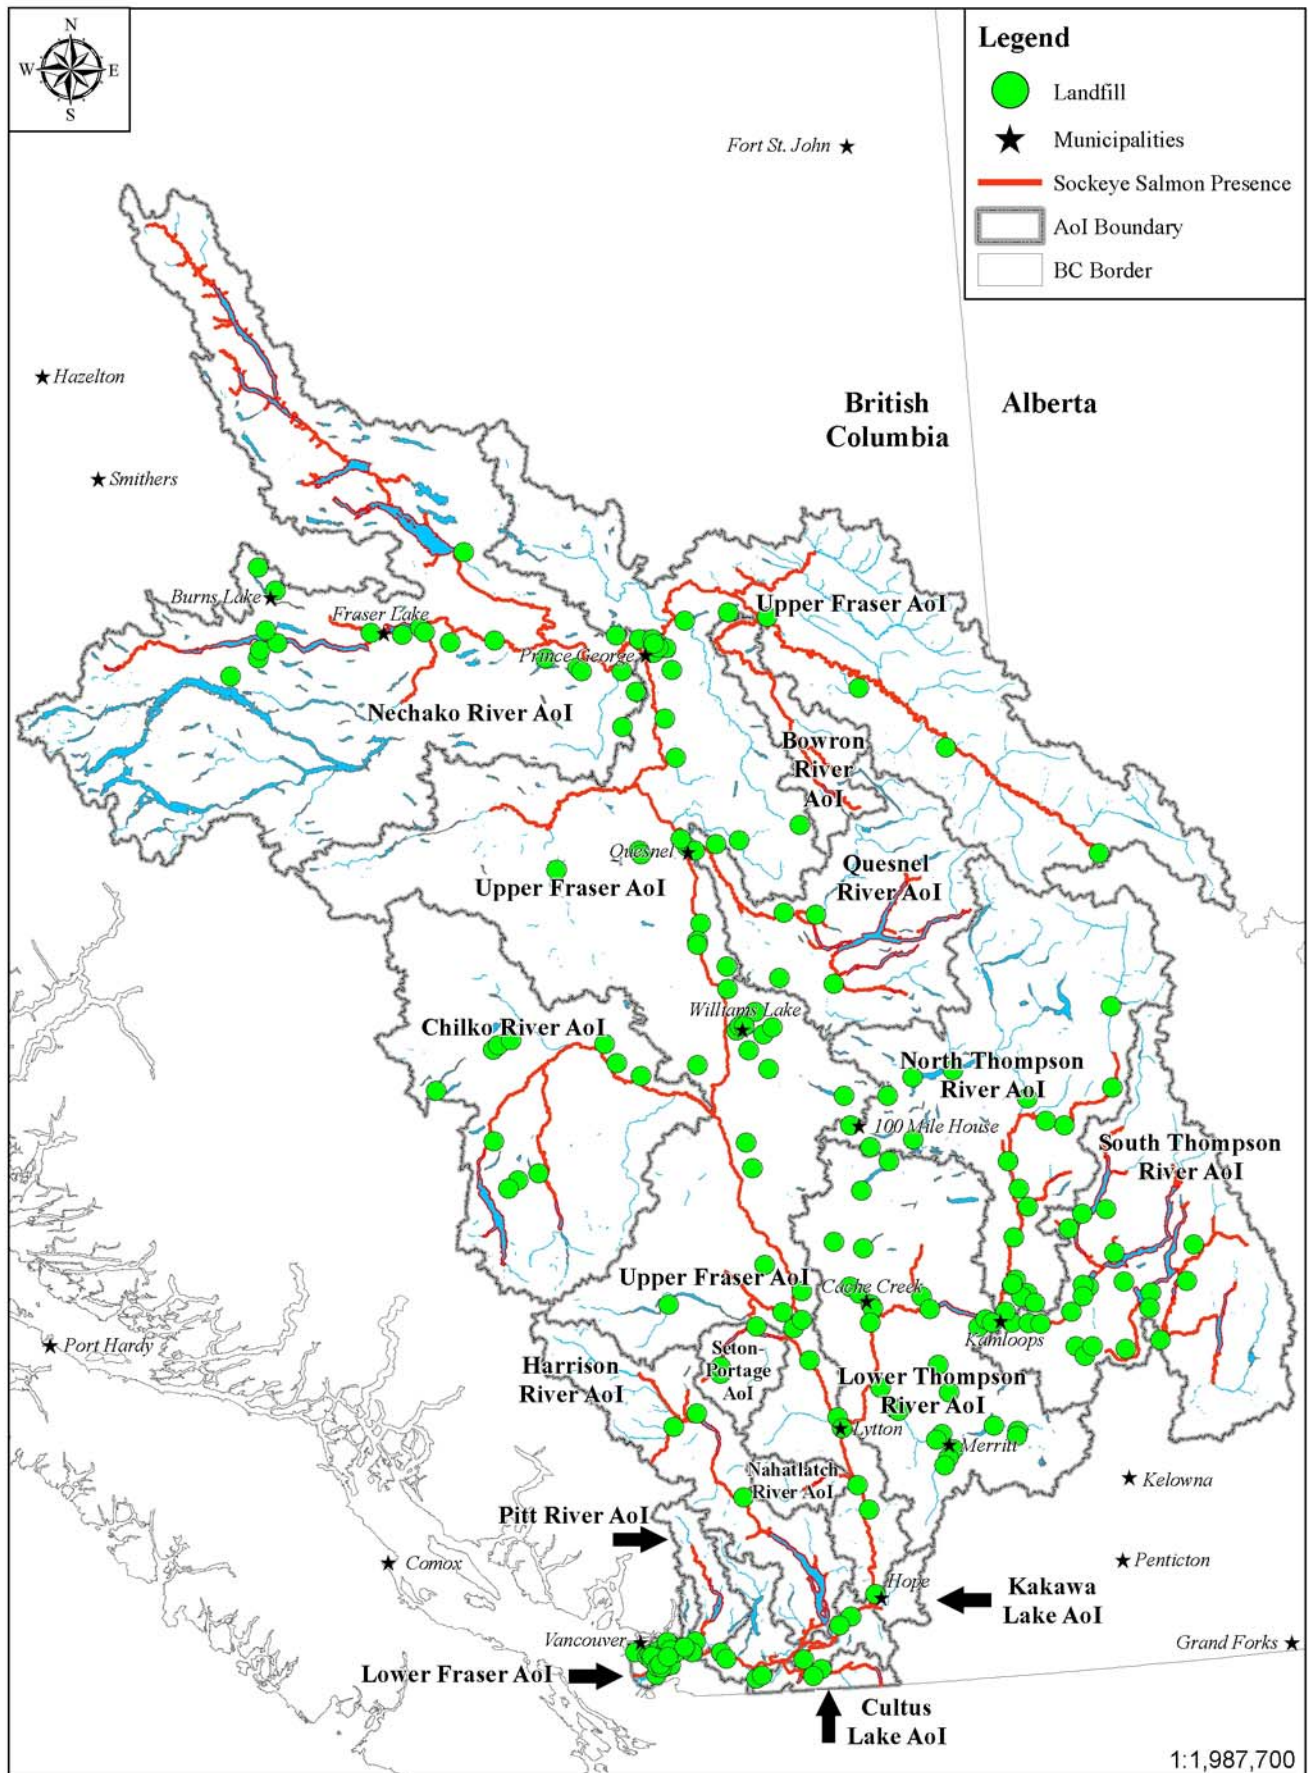 N
W
E
S
Legend
Landfill
Municipalities
Sockeye Salmon Presence
AoI Boundary
BC Border
Fort St. John
Hazelton
British
Columbia
Alberta
Smithers
Burns Lake
Fraser Lake
Upper Fraser AoI
Prince George
Nechako River AoI
Bowron
River
AoI
Quesnel
Quesnel
River AoI
Upper Fraser AoI
Williams Lake
Chilko River AoI
North Thompson
River AoI
100 Mile House
South Thompson
River AoI
Upper Fraser AoI
Cache Creek
Port Hardy
Kamloops
Seton-
Portage
AoI
Harrison
River AoI
Lower Thompson
River AoI
Lytton
Merritt
Nahatlatch
River AoI
Kelowna
Pitt River AoI
Comox
Penticton
Hope
Kakawa
Lake AoI
Vancouver
Grand Forks
Lower Fraser AoI
Cultus
Lake AoI
1:1,987,700